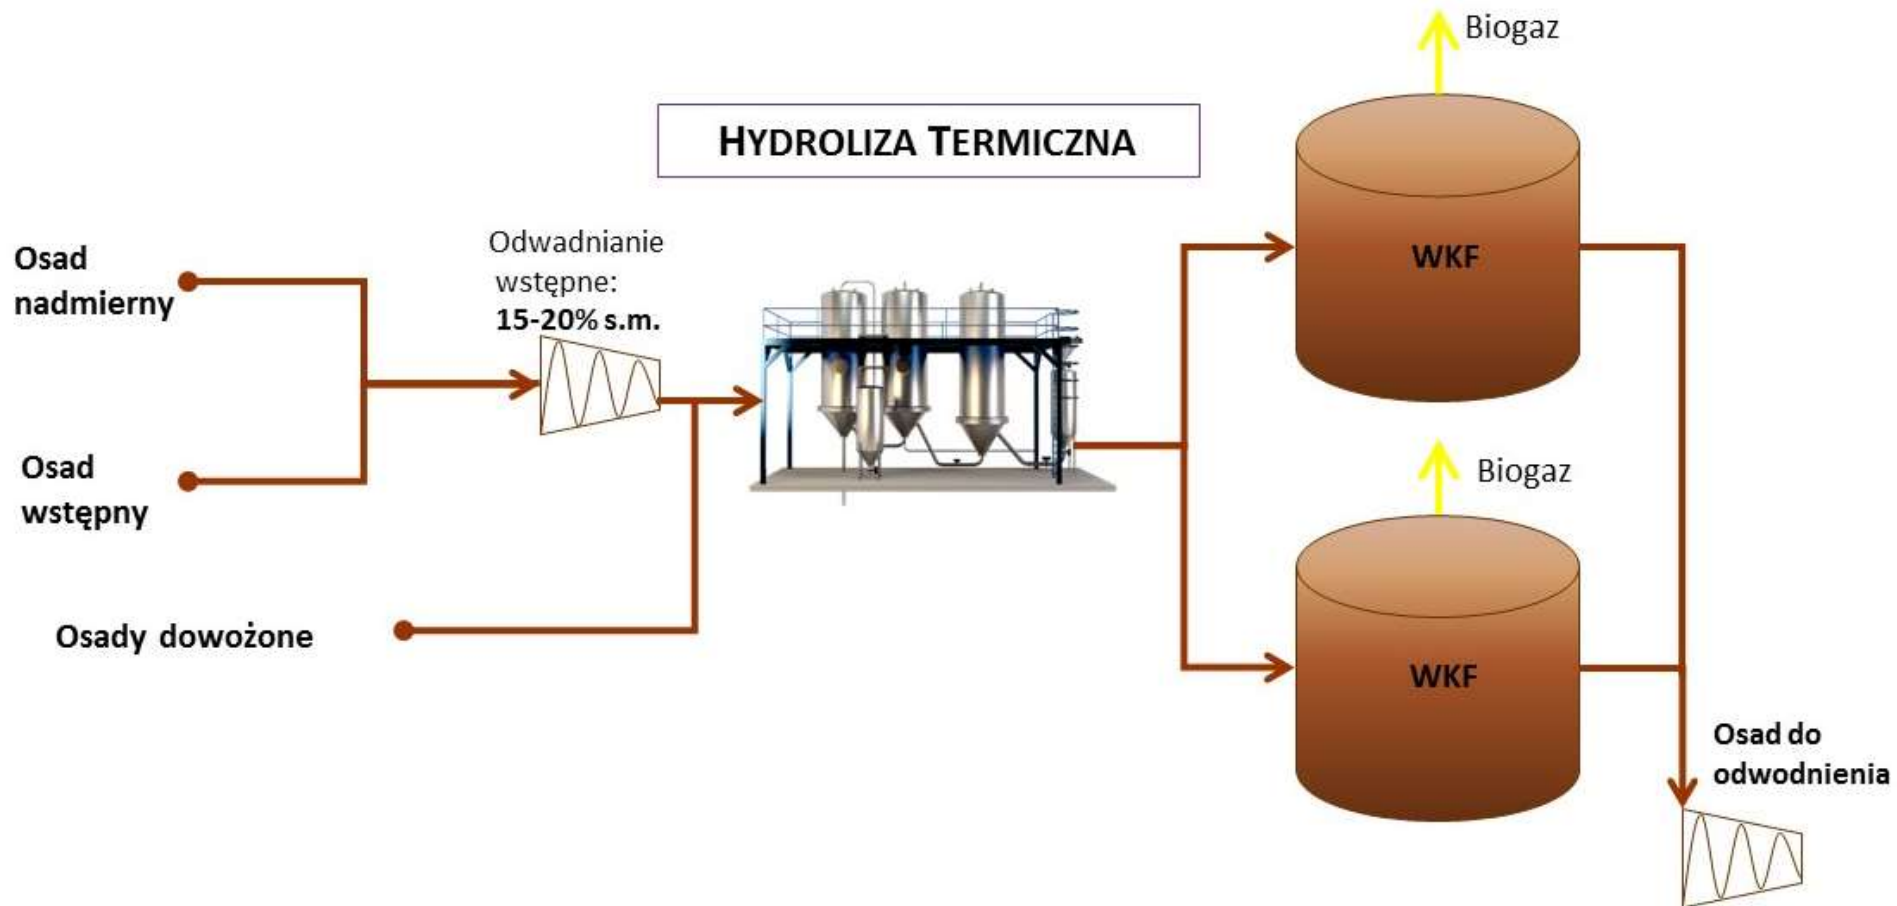 Biogaz
HYDROLIZA TERMICZNA
Osad
nadmierny
Odwadnianie
wstępne:
15-20% s.m.
WKF
Osad
wstępny
Biogaz
Osady dowożone
WKF
Osad do
odwodnienia